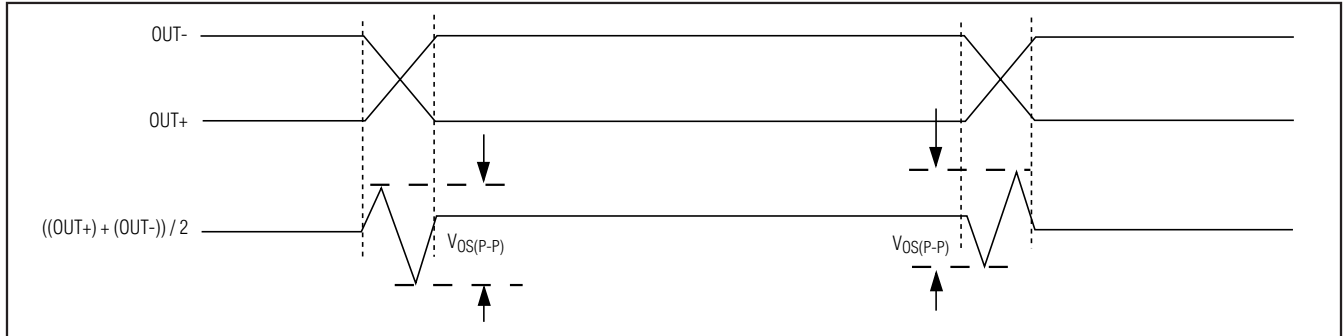 OUT-
OUT+
((OUT+) + (OUT-)) / 2
VOS(P-P)
VOS(P-P)